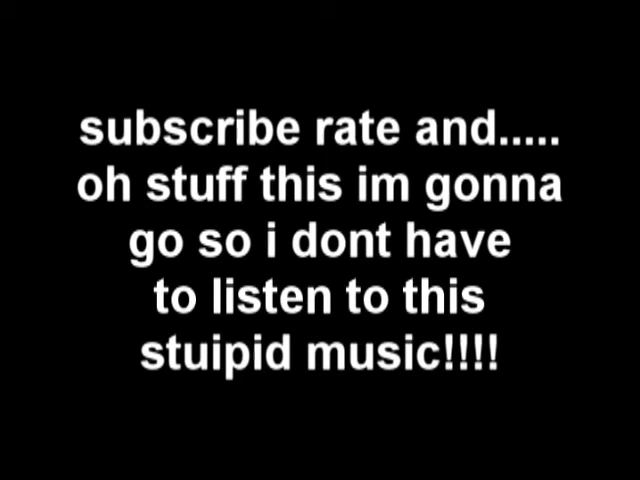 subscribe rate and.....
oh stuff this im gonna
go so i dont have
to listen to this
stuipid music!!!!